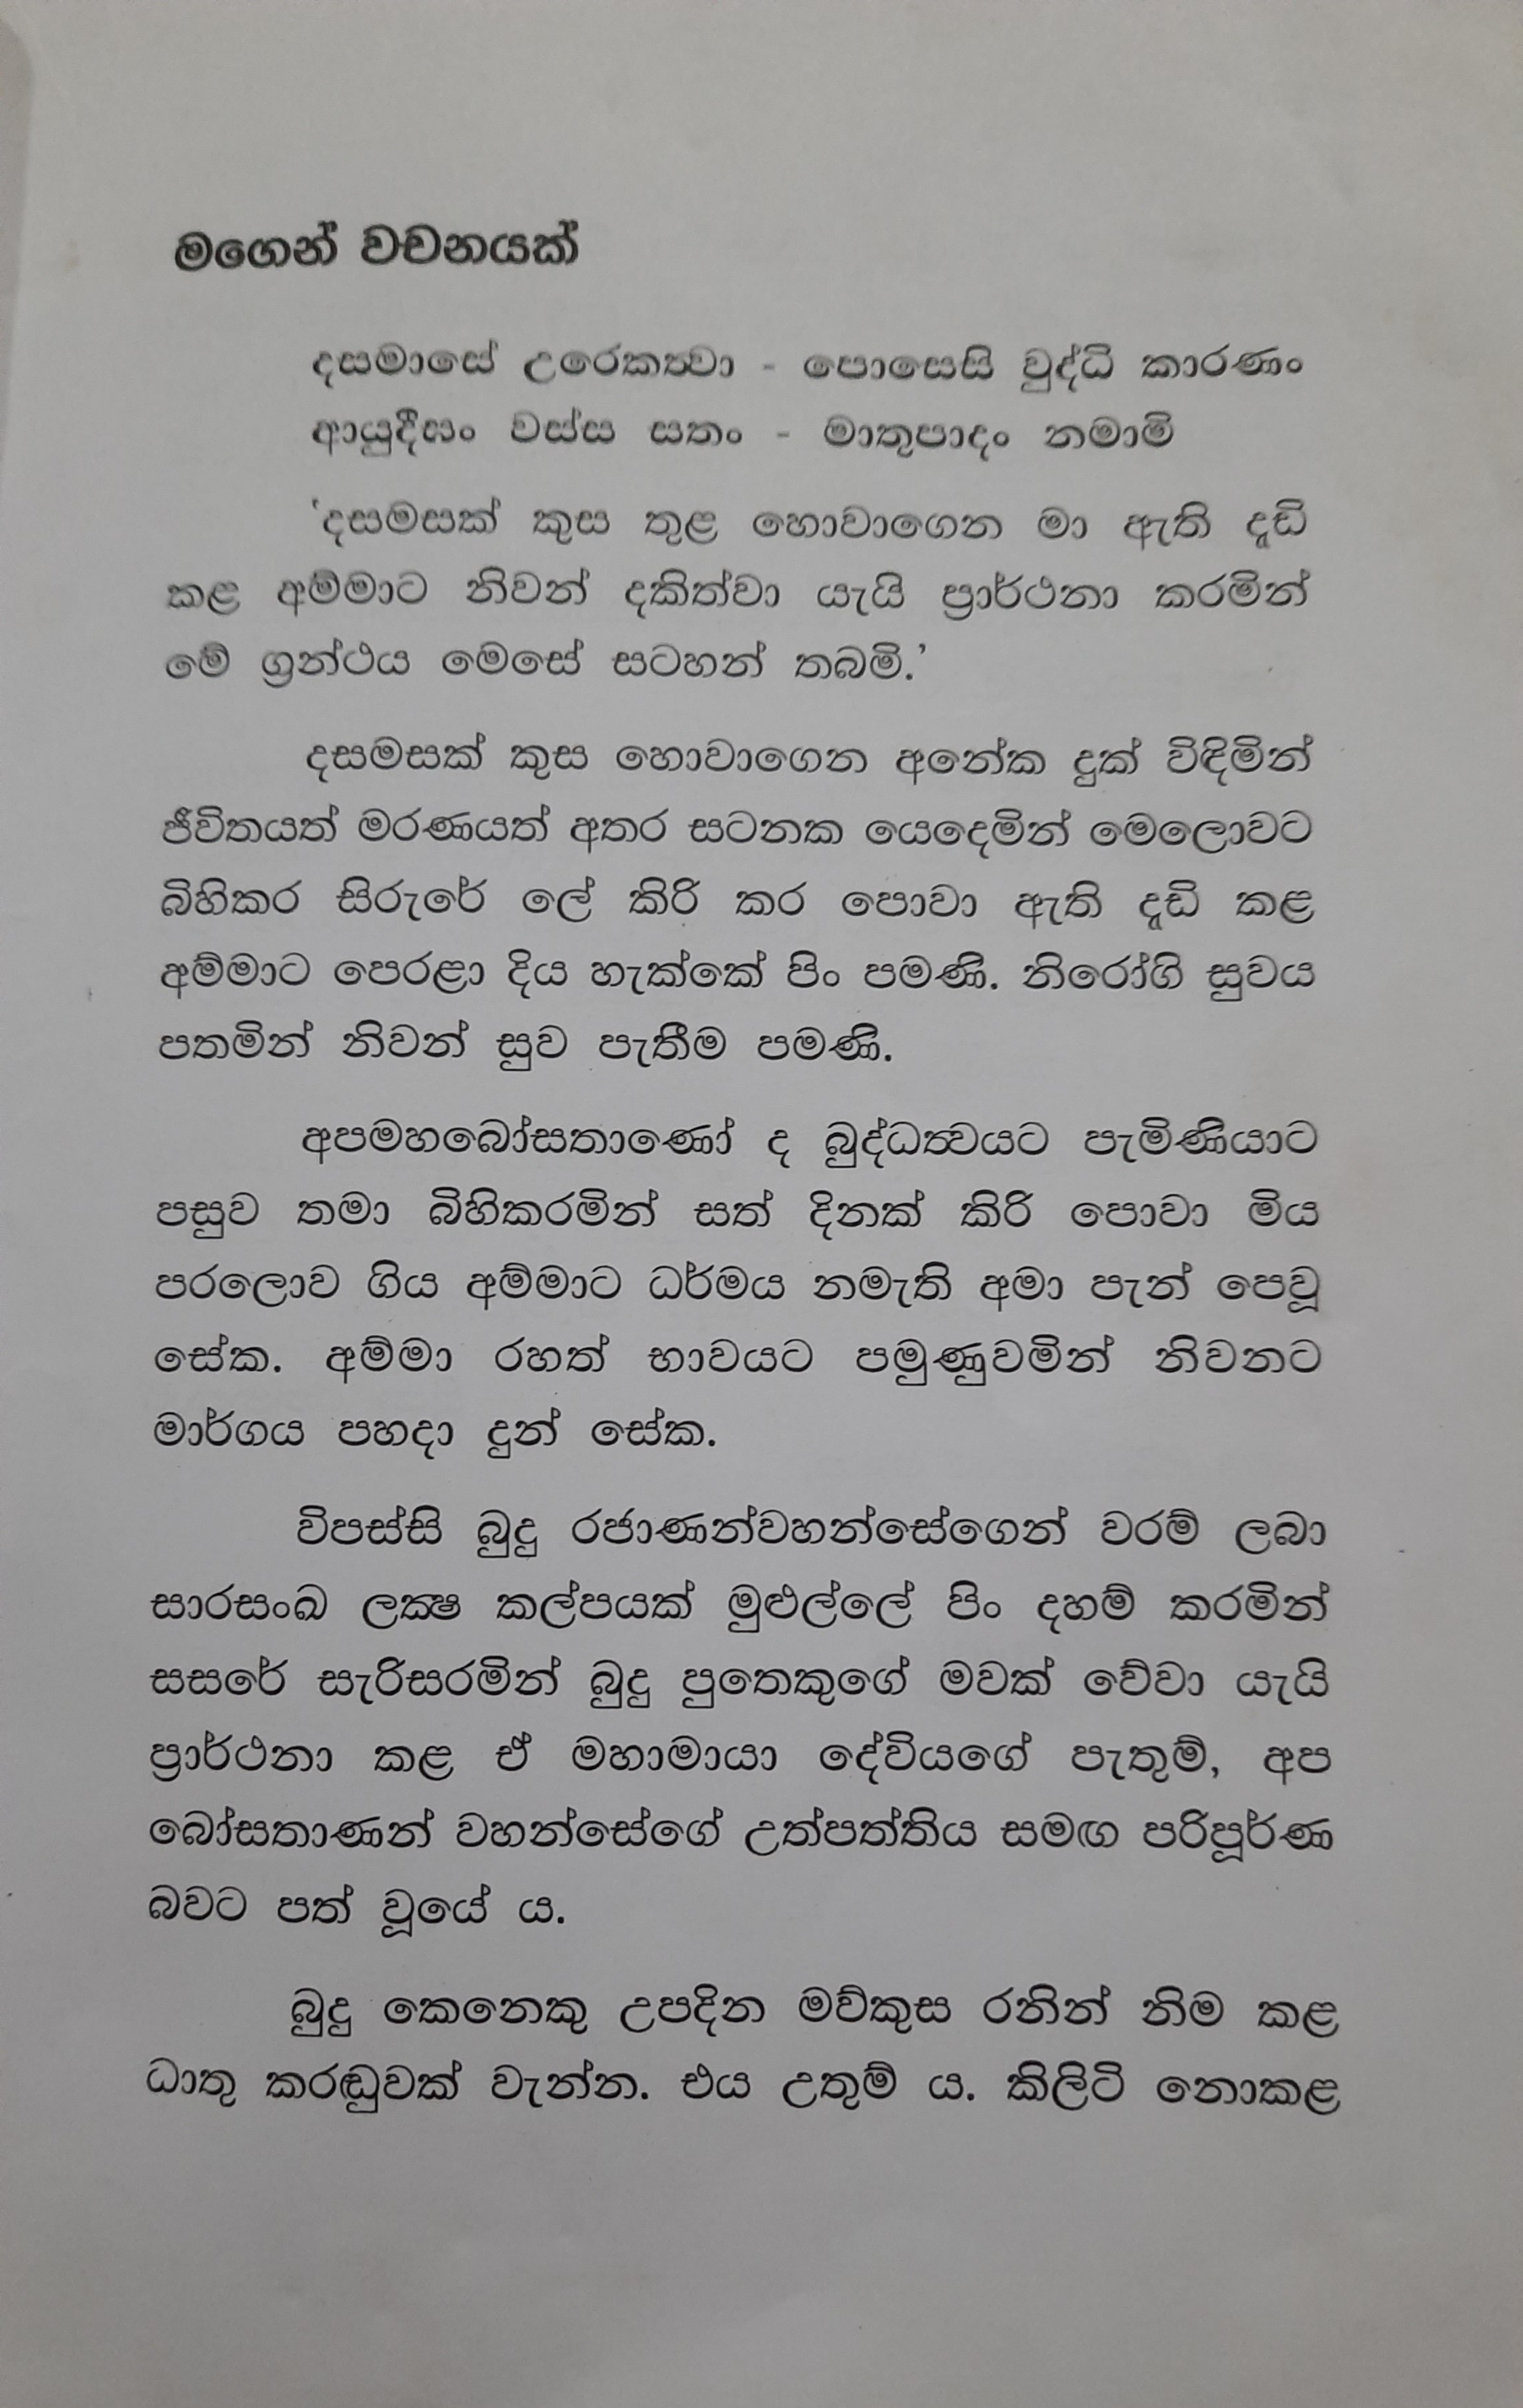 මගෙන් වචනයක්
දසමාසේ උරෙකත්‍වා - පොසෙසි වුද්ධි කාරණං
ආයුදීඝං වස්ස සතං - මාතුපාදං නමාමි
‘දසමසක් කුස තුළ හොවාගෙන මා ඇති දැඩි
කළ අම්මාට නිවන් දකිත්වා යැයි ප්‍රාර්ථනා කරමින්
මේ ග්‍රන්ථය මෙසේ සටහන් තබමි.’
දසමසක් කුස හොවාගෙන අනේක දුක් විඳිමින්
ජීවිතයත් මරණයත් අතර සටනක යෙදෙමින් මෙලොවට
බිහිකර සිරුරේ ලේ කිරි කර පොවා ඇති දැඩි කළ
අම්මාට පෙරළා දිය හැක්කේ පිං පමණි. නිරෝගි සුවය
පතමින් නිවන් සුව පැතීම පමණි.
අපමහබෝසතාණෝ ද බුද්ධත්‍වයට පැමිණියාට
පසුව තමා බිහිකරමින් සත් දිනක් කිරි පොවා මිය
පරලොව ගිය අම්මාට ධර්මය නමැති අමා පැන් පෙවූ
සේක. අම්මා රහත් භාවයට පමුණුවමින් නිවනට
මාර්ගය පහදා දුන් සේක.
විපස්සි බුදු රජාණන්වහන්සේගෙන් වරම් ලබා
සාරසංඛ ලක්‍ෂ කල්පයක් මුළුල්ලේ පිං දහම් කරමින්
සසරේ සැරිසරමින් බුදු පුතෙකුගේ මවක් වේවා යැයි
ප්‍රාර්ථනා කළ ඒ මහාමායා දේවියගේ පැතුම්, අප
බෝසතාණන් වහන්සේගේ උත්පත්තිය සමඟ පරිපූර්ණ
බවට පත් වූයේ ය.
බුදු කෙනෙකු උපදින මව්කුස රනින් නිම කළ
ධාතු කරඬුවක් වැන්න. එය උතුම් ය. කිලිටි නොකළ